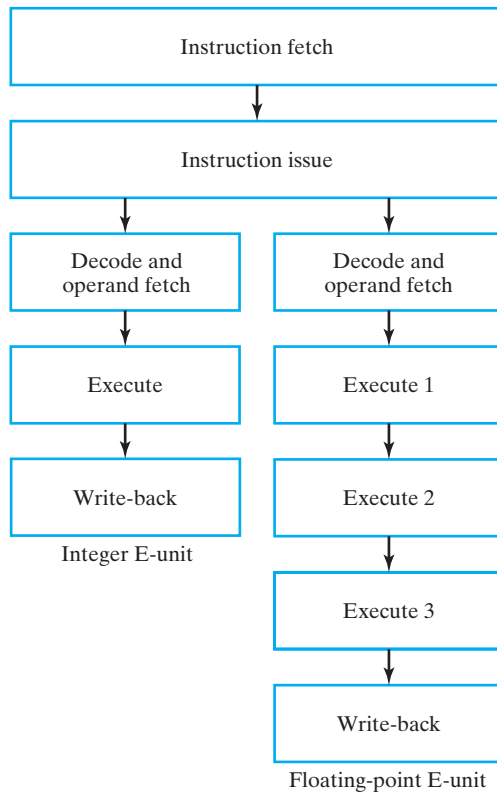 Instruction fetch
Instruction issue
Decode and
operand fetch
Execute
Write-back
Integer E-unit
Decode and
operand fetch
Execute 1
Execute 2
Execute 3
Write-back
Floating-point E-unit